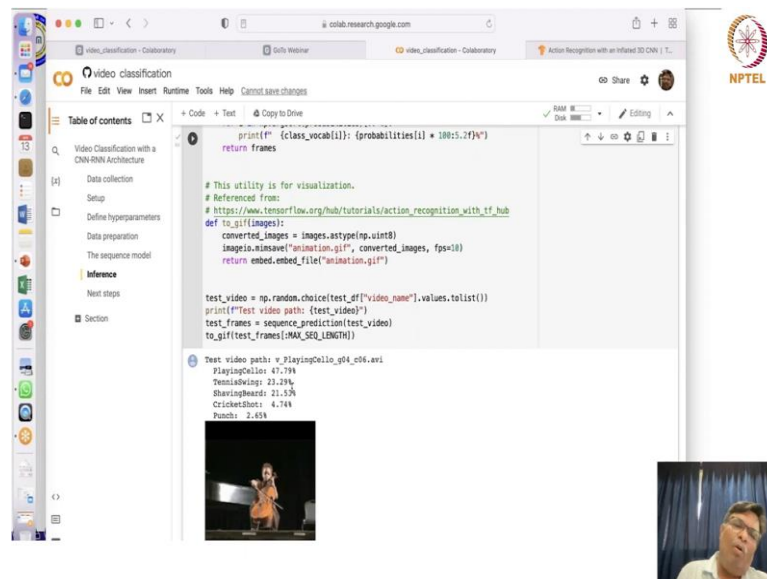 colab.research.google.com
video_classification - Colaboratory
GoTo Webinar
video_classification - Colaboratory
Action Recognition with an Inflated 3D CNN | T...
NPTEL
video classification
File Edit View Insert Runtime Tools Help Cannot save changes
Share
+ Code + Text Copy to Drive
RAM
Disk
Editing
Table of contents
Video Classification with a
CNN-RNN Architecture
Data collection
Setup
Define hyperparameters
Data preparation
The sequence model
Inference
Next steps
Section
print(f" {class_vocab[i]}: {probabilities[i] * 100:5.2f}%")
return frames
# This utility is for visualization.
# Referenced from:
# https://www.tensorflow.org/hub/tutorials/action_recognition_with_tf_hub
def to_gif(images):
converted_images = images.astype(np.uint8)
imageio.mimsave("animation.gif", converted_images, fps=10)
return embed.embed_file("animation.gif")
test_video = np.random.choice(test_df["video_name"].values.tolist())
print(f"Test video path: {test_video}")
test_frames = sequence_prediction(test_video)
to_gif(test_frames[:MAX_SEQ_LENGTH])
Test video path: v_PlayingCello_g04_c06.avi
PlayingCello: 47.79%
TennisSwing: 23.29%
ShavingBeard: 21.53%
CricketShot: 4.74%
Punch: 2.65%